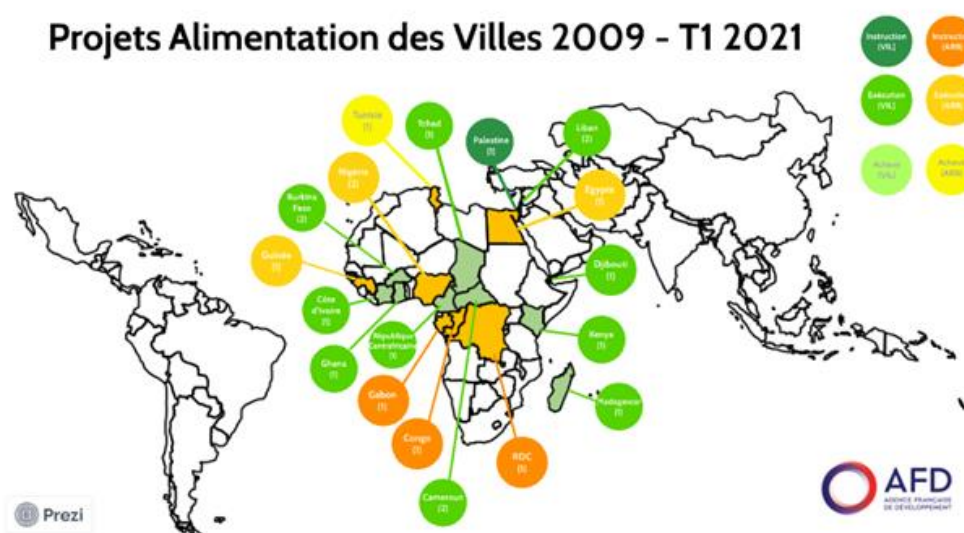 Projets Alimentation des Villes 2009 - T1 2021
Instruction
(VIL)
Exécution
(VIL)
Achevé
(VIL)
Tunisie
(1)
Tchad
Palestine
(1)
Liban
(2)
Nigéria
(2)
Egypte
(1)
Burkina
Faso
(2)
Guinée
(1)
Djibouti
(1)
Côte
d'Ivoire
(1)
République
Centrafricaine
(1)
Kenya
(1)
Ghana
(1)
Gabon
(1)
Madagascar
(1)
Congo
(1)
RDC
Cameroun
(2)
AFD
AGENCE FRANÇAISE
DE DÉVELOPPEMENT
Prezi